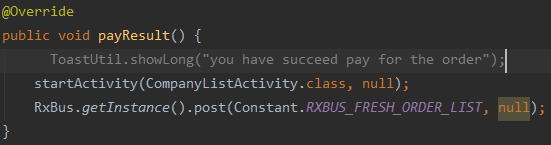 @Override
public void payResult() {
ToastUtil.showLong("you have succeed pay for the order");
startActivity(CompanyListActivity.class, null);
RxBus.getInstance().post(Constant.RXBUS_FRESH_ORDER_LIST, null);
}